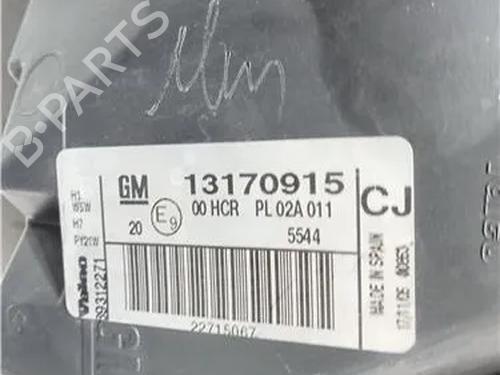 B-PARTS
GM 13170915
00 HCR PL 02A 011
20 E9
5544
CJ
H1
W5W
H7
PY21W
Valeo
89312271
MADE IN SPAIN
22715007